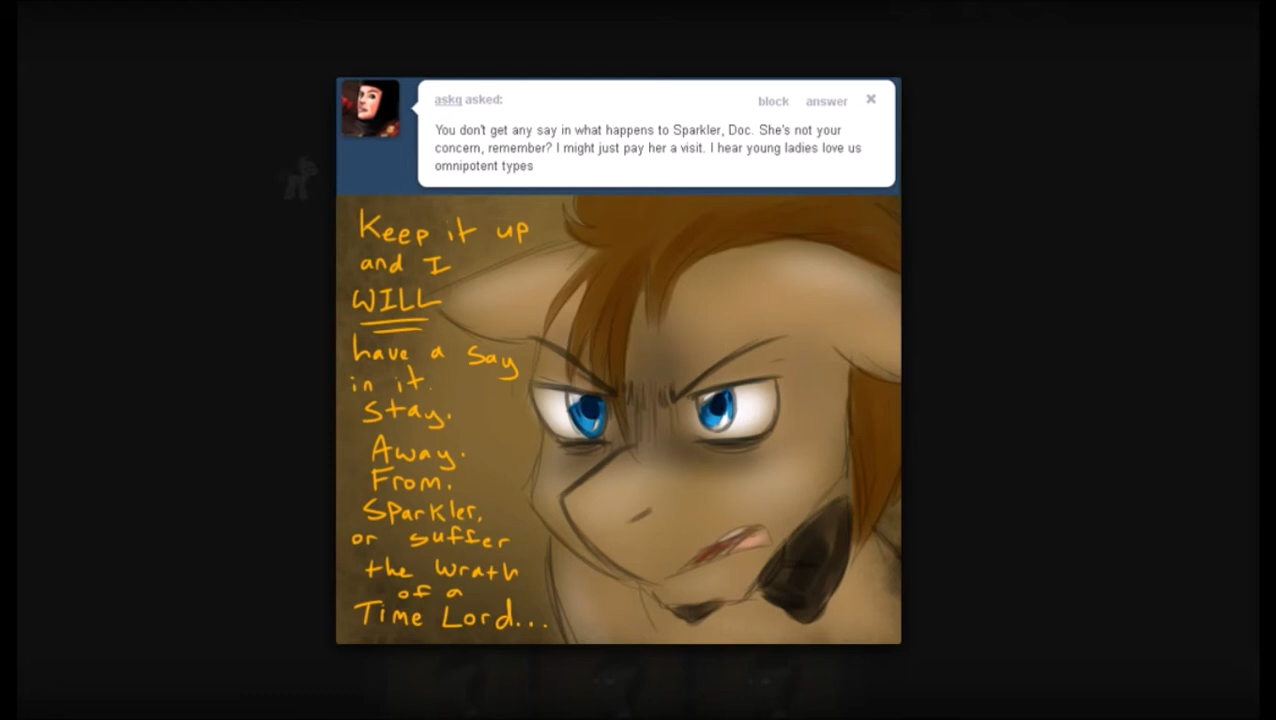 askq asked:
block answer ×
You don't get any say in what happens to Sparkler, Doc. She's not your
concern, remember? I might just pay her a visit. I hear young ladies love us
omnipotent types
Keep it up
and I
WILL
have a say
in it.
Stay.
Away.
From.
Sparkler,
or suffer
the wrath
of a
Time Lord...